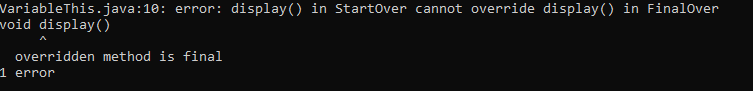 VariableThis.java:10: error: display() in StartOver cannot override display() in FinalOver
void display()
     ^
  overridden method is final
1 error